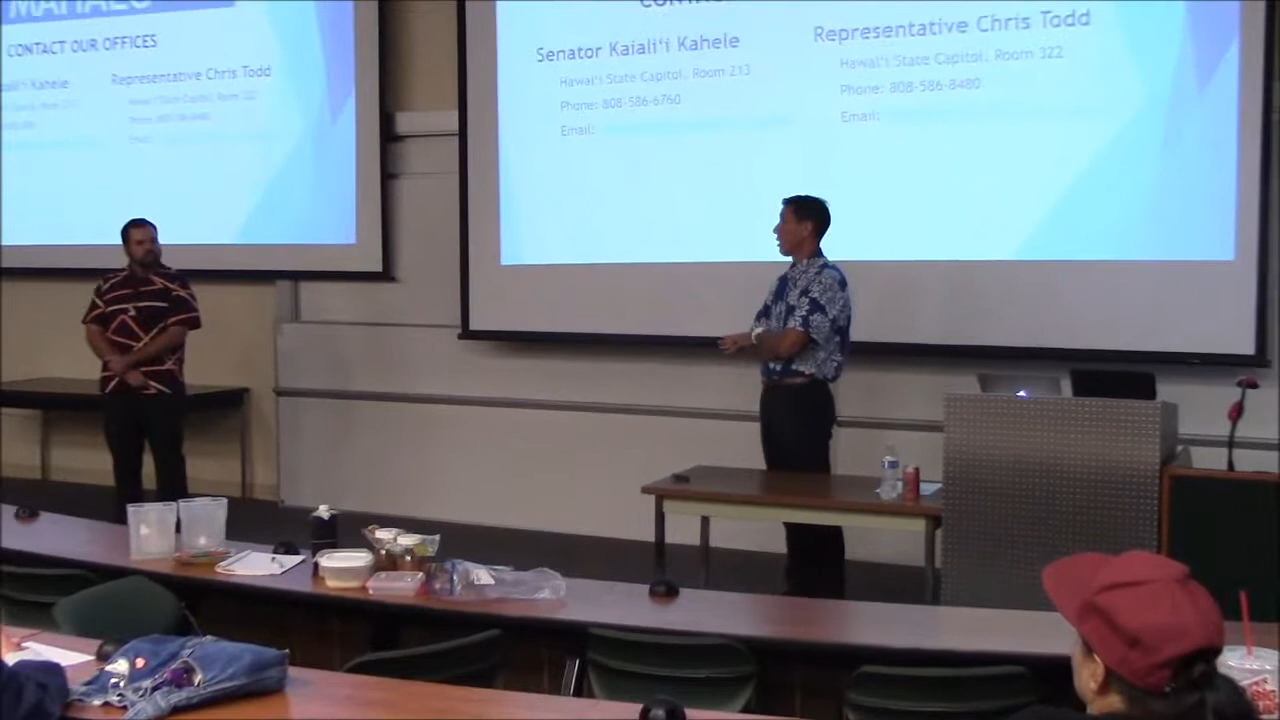 MAHALO
CONTACT OUR OFFICES
Kahele
Representative Chris Todd
Senator Kaiali'i Kahele
Hawai'i State Capitol, Room 213
Phone: 808-586-6760
Email:
Representative Chris Todd
Hawai'i State Capitol, Room 322
Phone: 808-586-8480
Email: